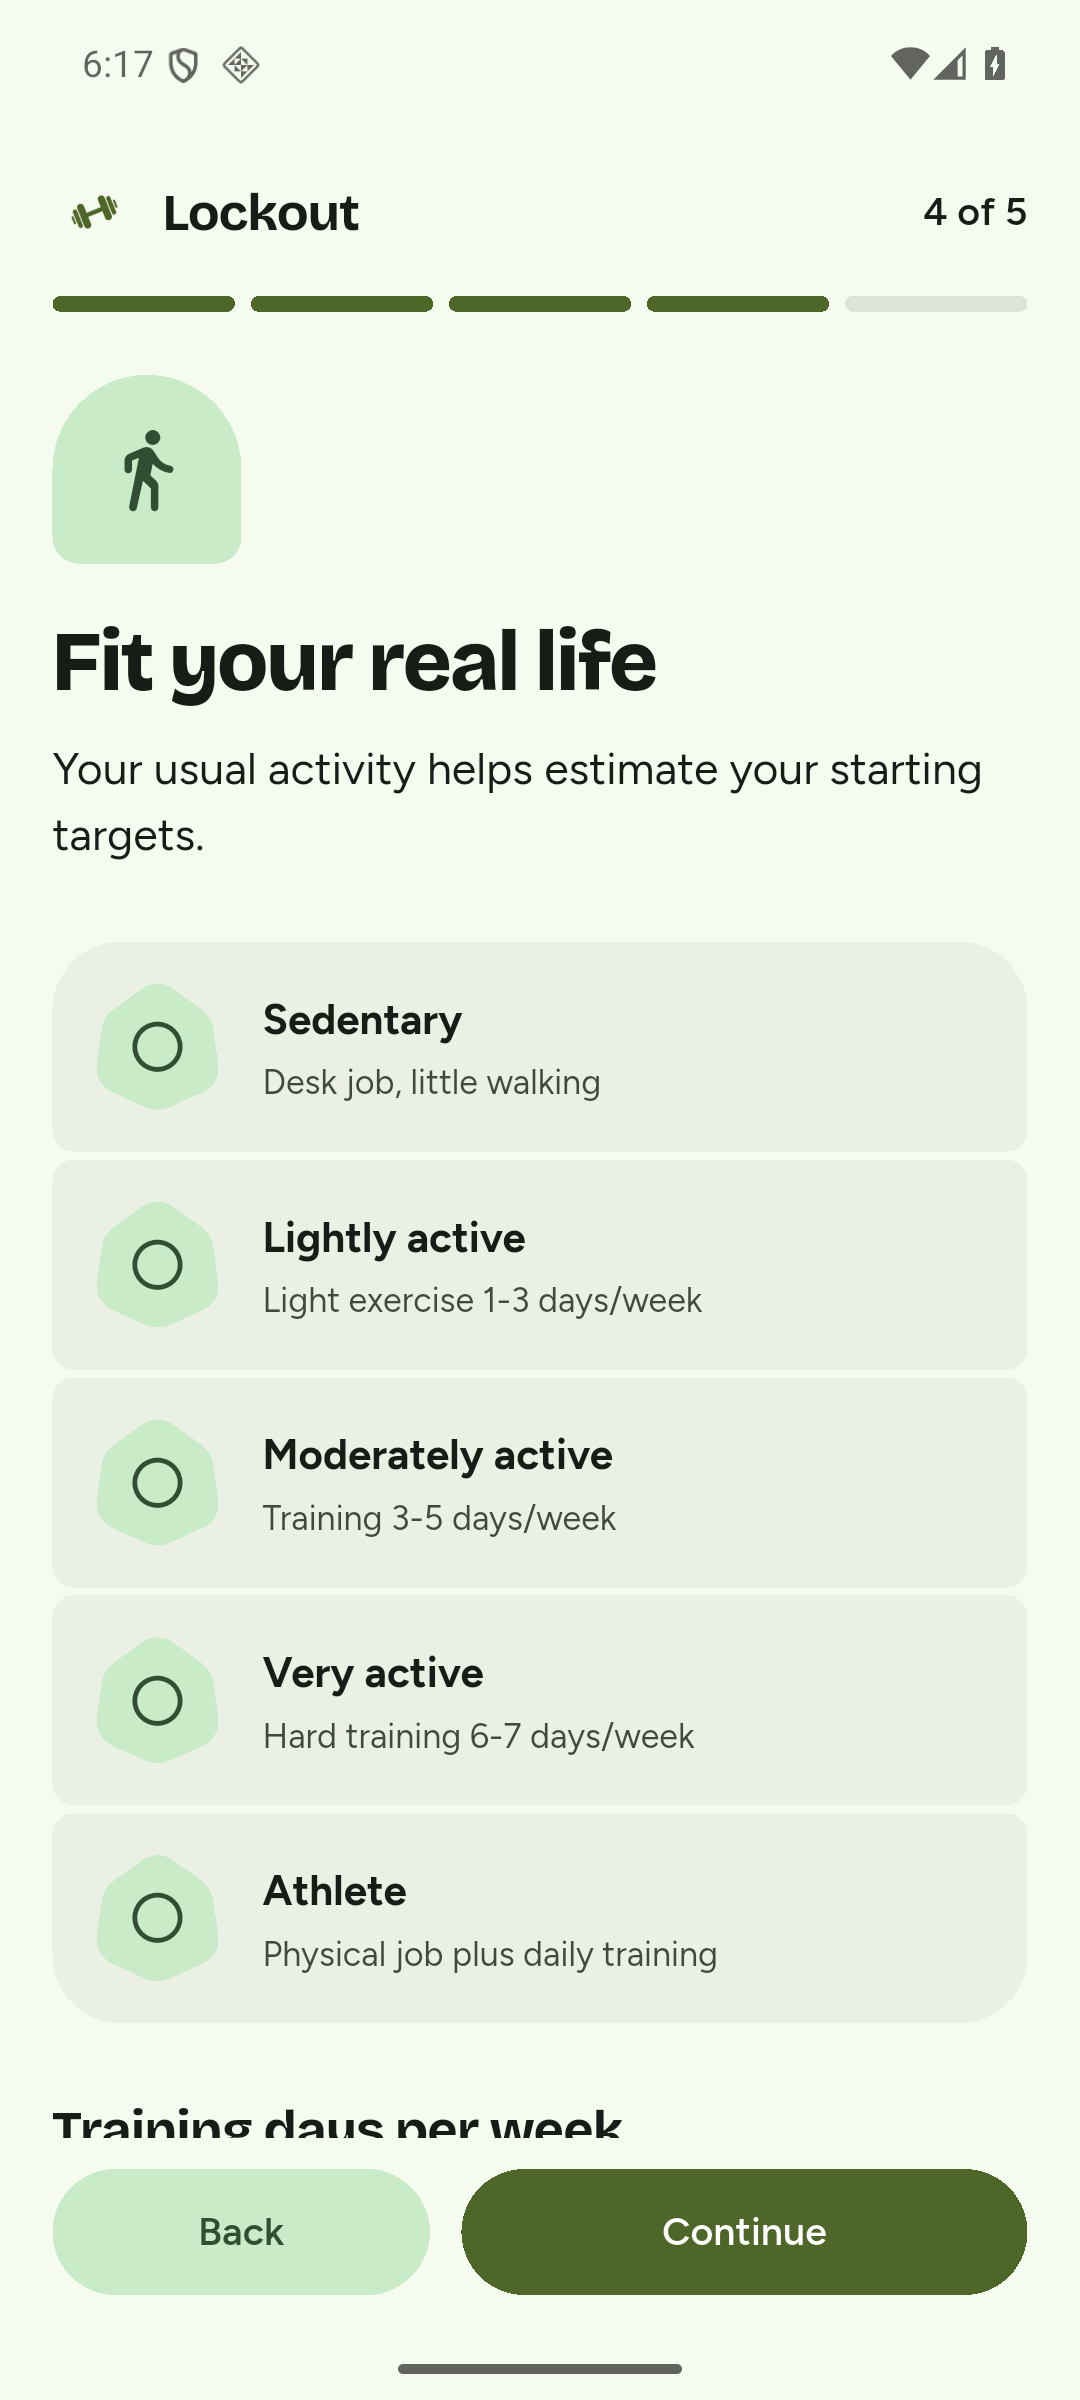 6:17
Lockout
4 of 5
Fit your real life
Your usual activity helps estimate your starting
targets.
Sedentary
Desk job, little walking
Lightly active
Light exercise 1-3 days/week
Moderately active
Training 3-5 days/week
Very active
Hard training 6-7 days/week
Athlete
Physical job plus daily training
Training days per week
Back
Continue